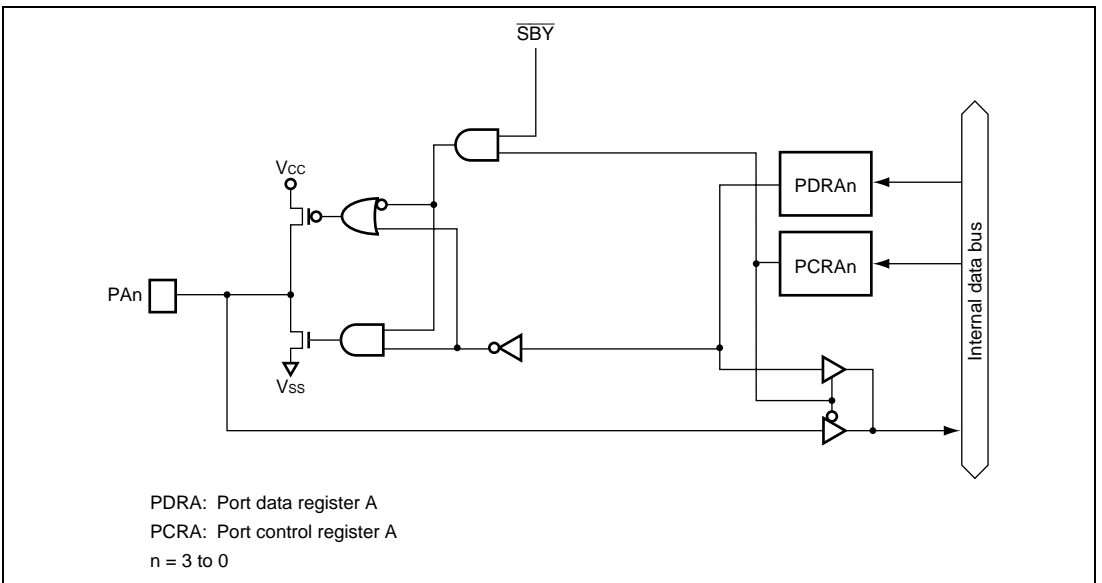 SBY
VCC
PDRAn
PCRAn
Internal data bus
PAn
VSS
PDRA: Port data register A
PCRA: Port control register A
n = 3 to 0